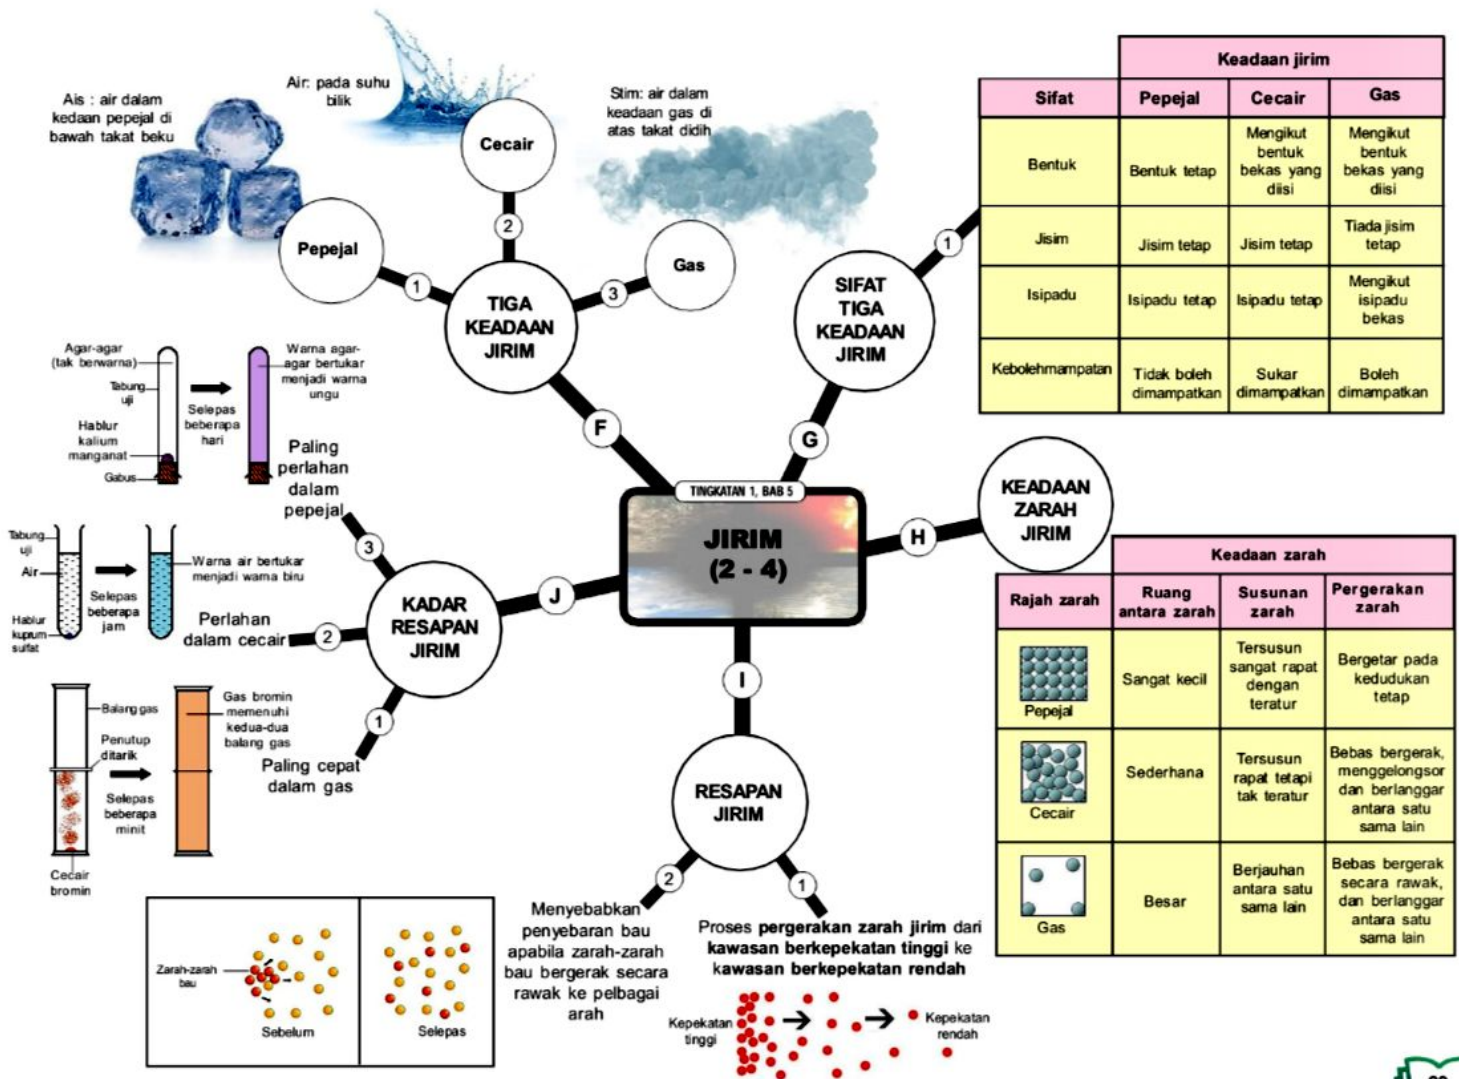 Ais : air dalam
kedaan pepejal di
bawah takat beku
Air: pada suhu
bilik
Stim: air dalam
keadaan gas di
atas takat didih
Pepejal
Cecair
Gas
1
2
3
TIGA
KEADAAN
JIRIM
F
SIFAT
TIGA
KEADAAN
JIRIM
1
G
Keadaan jirim
Sifat
Pepejal
Cecair
Gas
Bentuk
Bentuk tetap
Mengikut
bentuk
bekas yang
diisi
Mengikut
bentuk
bekas yang
diisi
Jisim
Jisim tetap
Jisim tetap
Tiada jisim
tetap
Isipadu
Isipadu tetap
Isipadu tetap
Mengikut
isipadu
bekas
Kebolehmampatan
Tidak boleh
dimampatkan
Sukar
dimampatkan
Boleh
dimampatkan
TINGKATAN 1, BAB 5
JIRIM
(2 - 4)
H
KEADAAN
ZARAH
JIRIM
Keadaan zarah
Rajah zarah
Ruang
antara zarah
Susunan
zarah
Pergerakan
zarah
Pepejal
Sangat kecil
Tersusun
sangat rapat
dengan
teratur
Bergetar pada
kedudukan
tetap
Cecair
Sederhana
Tersusun
rapat tetapi
tak teratur
Bebas bergerak,
menggelongsor
dan berlanggar
antara satu
sama lain
Gas
Besar
Berjauhan
antara satu
sama lain
Bebas bergerak
secara rawak,
dan berlanggar
antara satu
sama lain
I
RESAPAN
JIRIM
1
Proses pergerakan zarah jirim dari
kawasan berkepekatan tinggi ke
kawasan berkepekatan rendah
Kepekatan
tinggi
Kepekatan
rendah
2
Menyebabkan
penyebaran bau
apabila zarah-zarah
bau bergerak secara
rawak ke pelbagai
arah
Zarah-zarah
bau
Sebelum
Selepas
J
KADAR
RESAPAN
JIRIM
1
Paling cepat
dalam gas
Balang gas
Penutup
ditarik
Selepas
beberapa
minit
Cecair
bromin
Gas bromin
memenuhi
kedua-dua
balang gas
2
Perlahan
dalam cecair
Tabung
uji
Air
Hablur
kuprum
sulfat
Selepas
beberapa
jam
Warna air bertukar
menjadi warna biru
3
Paling
perlahan
dalam
pepejal
Agar-agar
(tak berwarna)
Tabung
uji
Hablur
kalium
manganat
Gabus
Selepas
beberapa
hari
Warna agar-
agar bertukar
menjadi warna
ungu